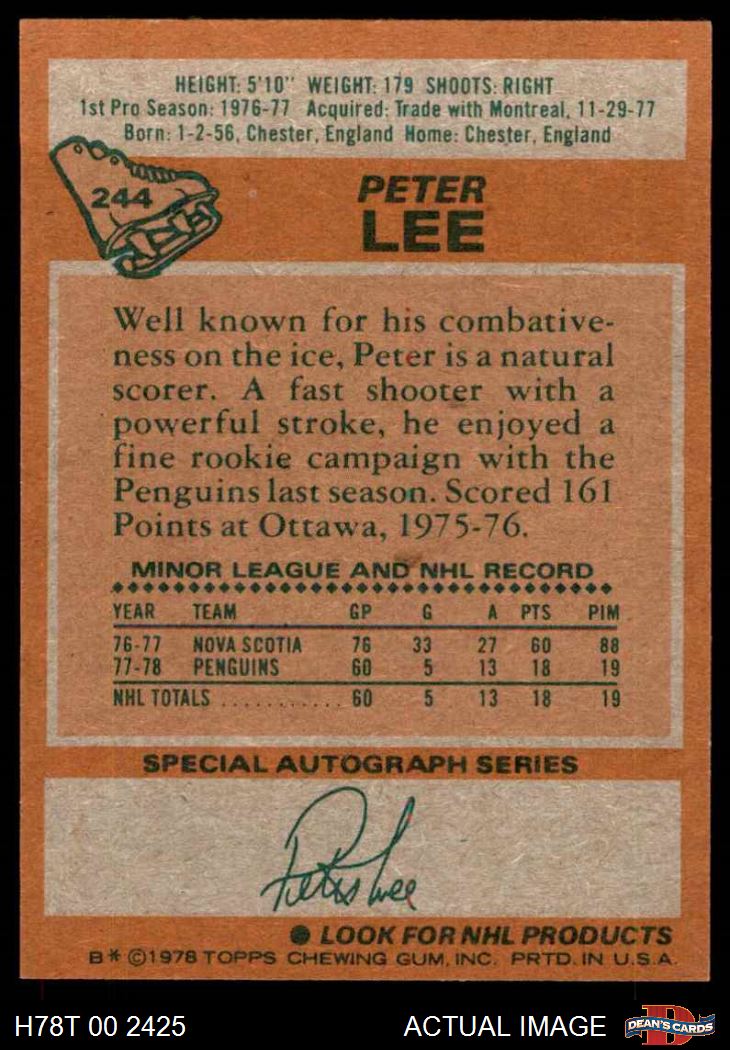 HEIGHT: 5'10" WEIGHT: 179 SHOOTS: RIGHT
1st Pro Season: 1976-77 Acquired: Trade with Montreal, 11-29-77
Born: 1-2-56, Chester, England Home: Chester, England
244
PETER
LEE
Well known for his combative-
ness on the ice, Peter is a natural
scorer. A fast shooter with a
powerful stroke, he enjoyed a
fine rookie campaign with the
Penguins last season. Scored 161
Points at Ottawa, 1975-76.
MINOR LEAGUE AND NHL RECORD
YEAR TEAM GP G A PTS PIM
76-77 NOVA SCOTIA 76 33 27 60 88
77-78 PENGUINS 60 5 13 18 19
NHL TOTALS ........... 60 5 13 18 19
SPECIAL AUTOGRAPH SERIES
Peter Lee
● LOOK FOR NHL PRODUCTS
B* ©1978 TOPPS CHEWING GUM, INC. PRTD. IN U.S.A.
H78T 00 2425 ACTUAL IMAGE
D
DEAN'S CARDS